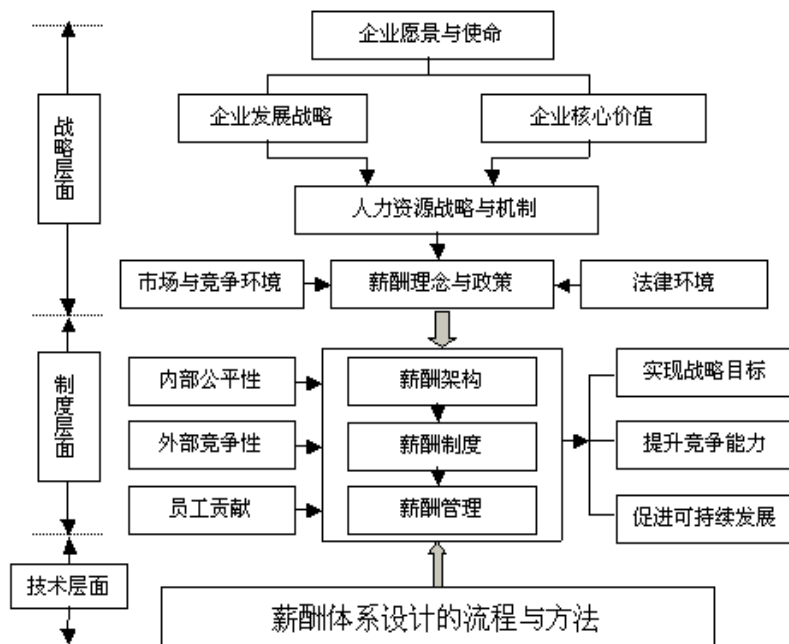 企业愿景与使命
企业发展战略
企业核心价值
人力资源战略与机制
市场与竞争环境
薪酬理念与政策
法律环境
战略层面
内部公平性
薪酬架构
实现战略目标
外部竞争性
薪酬制度
提升竞争能力
员工贡献
薪酬管理
促进可持续发展
制度层面
技术层面
薪酬体系设计的流程与方法